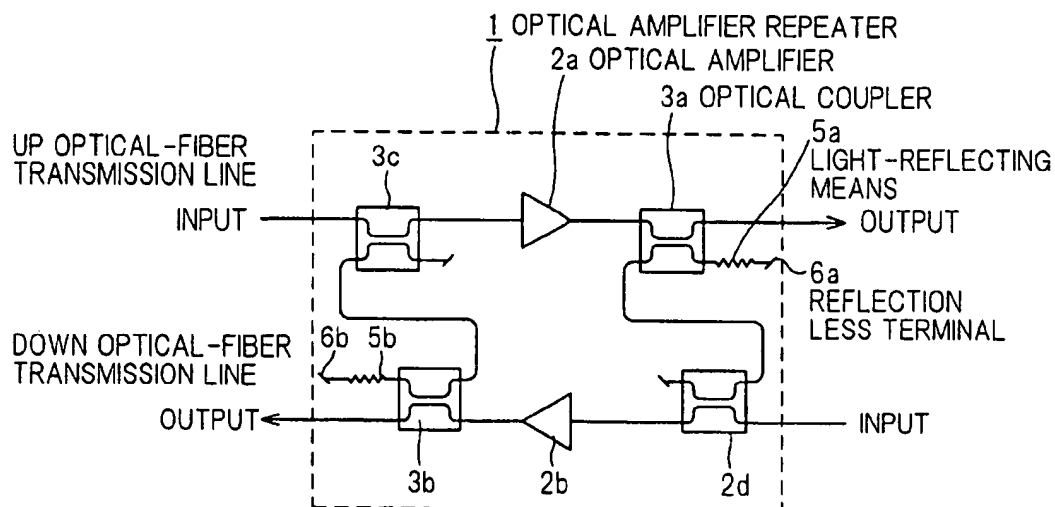 1 OPTICAL AMPLIFIER REPEATER
2a OPTICAL AMPLIFIER
3a OPTICAL COUPLER
5a
LIGHT-REFLECTING
MEANS
UP OPTICAL-FIBER
TRANSMISSION LINE
3c
INPUT
OUTPUT
6a
REFLECTION
LESS TERMINAL
DOWN OPTICAL-FIBER
TRANSMISSION LINE
6b
5b
OUTPUT
INPUT
3b
2b
2d